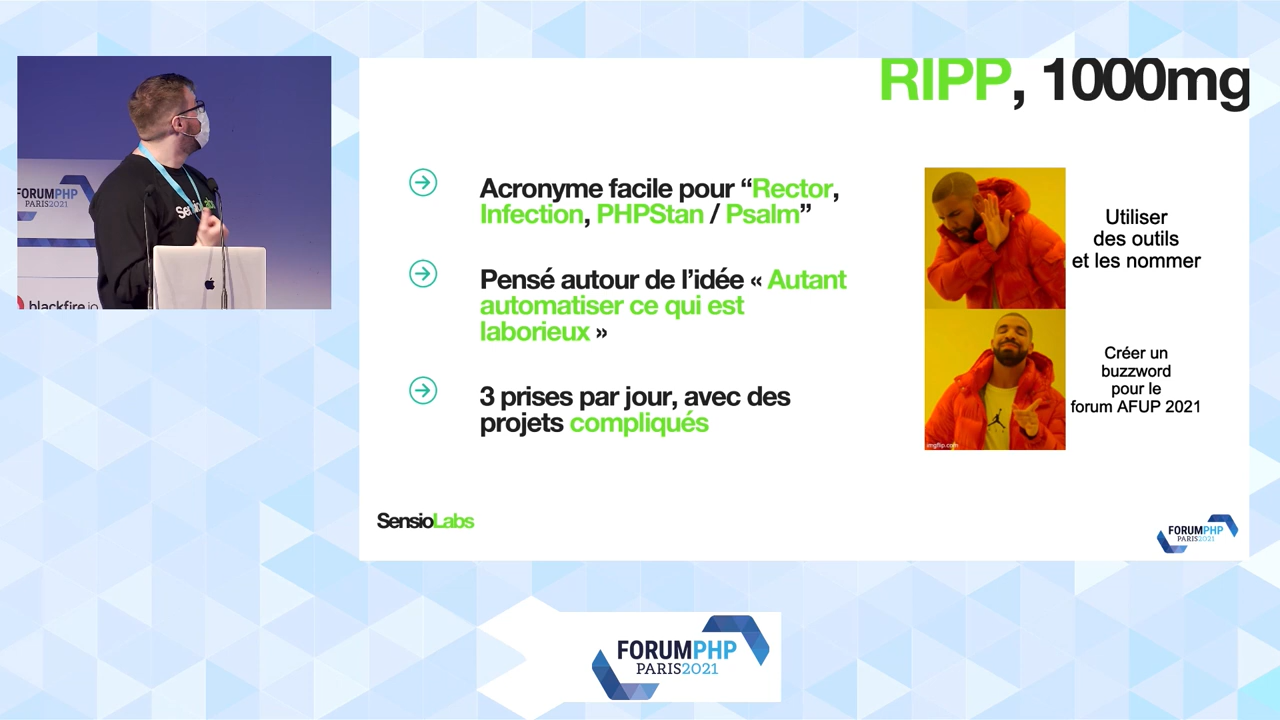 RIPP, 1000mg
FORUMPHP
PARIS2021
SensioLabs
blackfire.io
Acronyme facile pour “Rector,
Infection, PHPStan / Psalm”
Pensé autour de l’idée « Autant
automatiser ce qui est
laborieux »
3 prises par jour, avec des
projets compliqués
Utiliser
des outils
et les nommer
Créer un
buzzword
pour le
forum AFUP 2021
imgflip.com
SensioLabs
FORUMPHP
PARIS2021
FORUMPHP
PARIS2021